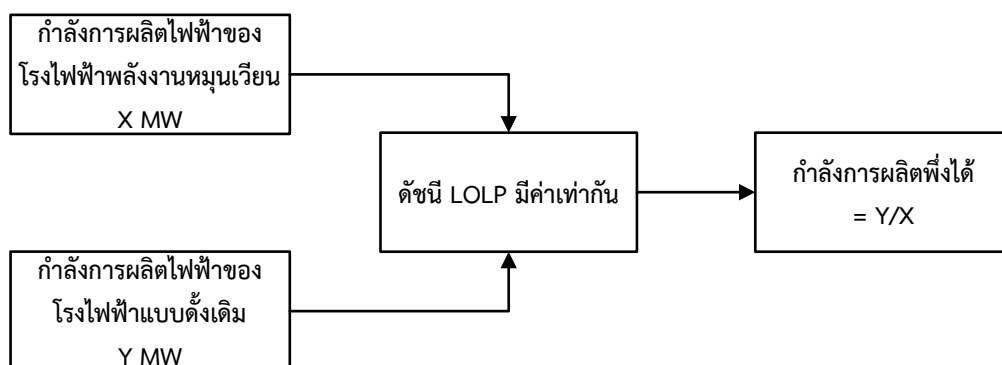 กำลังการผลิตไฟฟ้าของ
โรงไฟฟ้าพลังงานหมุนเวียน
X MW
ดัชนี LOLP มีค่าเท่ากัน
กำลังการผลิตพึ่งได้
= Y/X
กำลังการผลิตไฟฟ้าของ
โรงไฟฟ้าแบบดั้งเดิม
Y MW